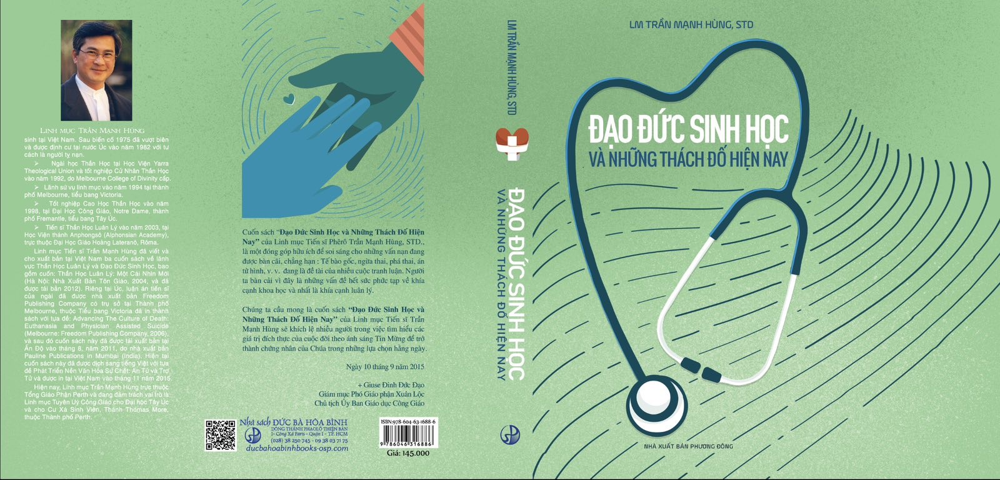 LINH MỤC TRẦN MẠNH HÙNG
sinh tại Việt Nam. Sau biến cố 1975 đã vượt biên
và được định cư tại nước Úc vào năm 1982 với tư
cách là người tỵ nạn.
➢ Ngài học Thần Học tại Học Viện Yarra
Theological Union và tốt nghiệp Cử Nhân Thần Học
vào năm 1992, do Melbourne College of Divinity cấp.
➢ Lãnh sứ vụ linh mục vào năm 1994 tại thành
phố Melbourne, tiểu bang Victoria.
➢ Tốt nghiệp Cao Học Thần Học vào năm
1998, tại Đại Học Công Giáo, Notre Dame, thành
phố Fremantle, tiểu bang Tây Úc.
➢ Tiến sĩ Thần Học Luân Lý vào năm 2003, tại
Học Viện thánh Anphongsô (Alphonsian Academy),
trực thuộc Đại Học Giáo Hoàng Lateranô, Rôma.
Linh mục Tiến sĩ Trần Mạnh Hùng đã viết và
cho xuất bản tại Việt Nam ba cuốn sách về lãnh
vực Thần Học Luân Lý và Đạo Đức Sinh Học, bao
gồm cuốn: Thần Học Luân Lý: Một Cái Nhìn Mới
(Hà Nội: Nhà Xuất Bản Tôn Giáo, 2004, và đã
được tái bản 2012). Riêng tại Úc, luận án tiến sĩ
của ngài đã được nhà xuất bản Freedom
Publishing Company có trụ sở tại Thành phố
Melbourne, thuộc Tiểu bang Victoria đã in thành
sách với tựa đề: Advancing The Culture of Death:
Euthanasia and Physician Assisted Suicide
(Melbourne: Freedom Publishing Company, 2006),
và sau đó cuốn sách này đã được tái xuất bản tại
Ấn Độ vào tháng 8, năm 2011, do nhà xuất bản
Pauline Publications in Mumbai (India). Hiện tại
cuốn sách này đã được dịch sang tiếng Việt với tựa
đề Phát Triển Nền Văn Hóa Sự Chết: An Tử và Trợ
Tử và được in tại Việt Nam vào tháng 11 năm 2015.
Hiện nay, Linh mục Trần Mạnh Hùng trực thuộc
Tổng Giáo Phận Perth và đang đảm trách vai trò là
Linh mục Tuyên Uý Công Giáo cho Đại học Tây Úc
và cho Cư Xá Sinh Viên, Thánh Thomas More,
thuộc Thành phố Perth.
Cuốn sách “Đạo Đức Sinh Học và Những Thách Đố Hiện
Nay” của Linh mục Tiến sĩ Phêrô Trần Mạnh Hùng, STD.,
là một đóng góp hữu ích để soi sáng cho những vấn nạn đang
được bàn cãi, chẳng hạn : Tế bào gốc, ngừa thai, phá thai, án
tử hình, v. v. đang là đề tài của nhiều cuộc tranh luận. Người
ta bàn cải vì đây là những vấn đề hết sức phức tạp về khía
cạnh khoa học và nhất là khía cạnh luân lý.
Chúng ta cầu mong là cuốn sách “Đạo Đức Sinh Học và
Những Thách Đố Hiện Nay” của Linh mục Tiến sĩ Trần
Mạnh Hùng sẽ khích lệ nhiều người trong việc tìm hiểu các
giá trị đích thực của cuộc đời theo ánh sáng Tin Mừng để trở
thành chứng nhân của Chúa trong những lựa chọn hằng ngày.
Ngày 10 tháng 9 năm 2015
+ Giuse Đinh Đức Đạo
Giám mục Phó Giáo phận Xuân Lộc
Chủ tịch Ủy Ban Giáo dục Công Giáo
Nhà sách ĐỨC BÀ HÒA BÌNH
DÒNG THÁNH PHAOLÔ THIỆN BẢN
1- Công Xã Paris - Quận 1 - TP. HCM
(028) 38 250 745 - 09 38 03 71 75
ducbahoabinhbooks-osp.com
ISBN:978-604-63-1688-6
9 786046 316886
Giá: 145.000
LM TRẦN MẠNH HÙNG, STD
ĐẠO ĐỨC SINH HỌC
VÀ NHỮNG THÁCH ĐỐ HIỆN NAY
LM TRẦN MẠNH HÙNG, STD
ĐẠO ĐỨC SINH HỌC
VÀ NHỮNG THÁCH ĐỐ HIỆN NAY
NHÀ XUẤT BẢN PHƯƠNG ĐÔNG